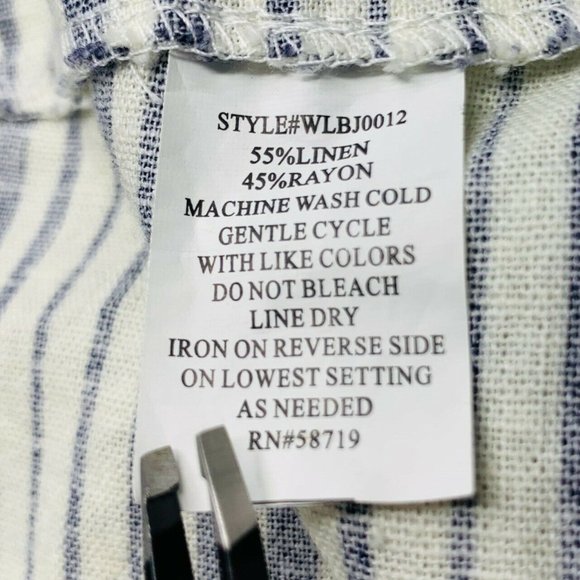 STYLE#WLBJ0012
55%LINEN
45%RAYON
MACHINE WASH COLD
GENTLE CYCLE
WITH LIKE COLORS
DO NOT BLEACH
LINE DRY
IRON ON REVERSE SIDE
ON LOWEST SETTING
AS NEEDED
RN#58719